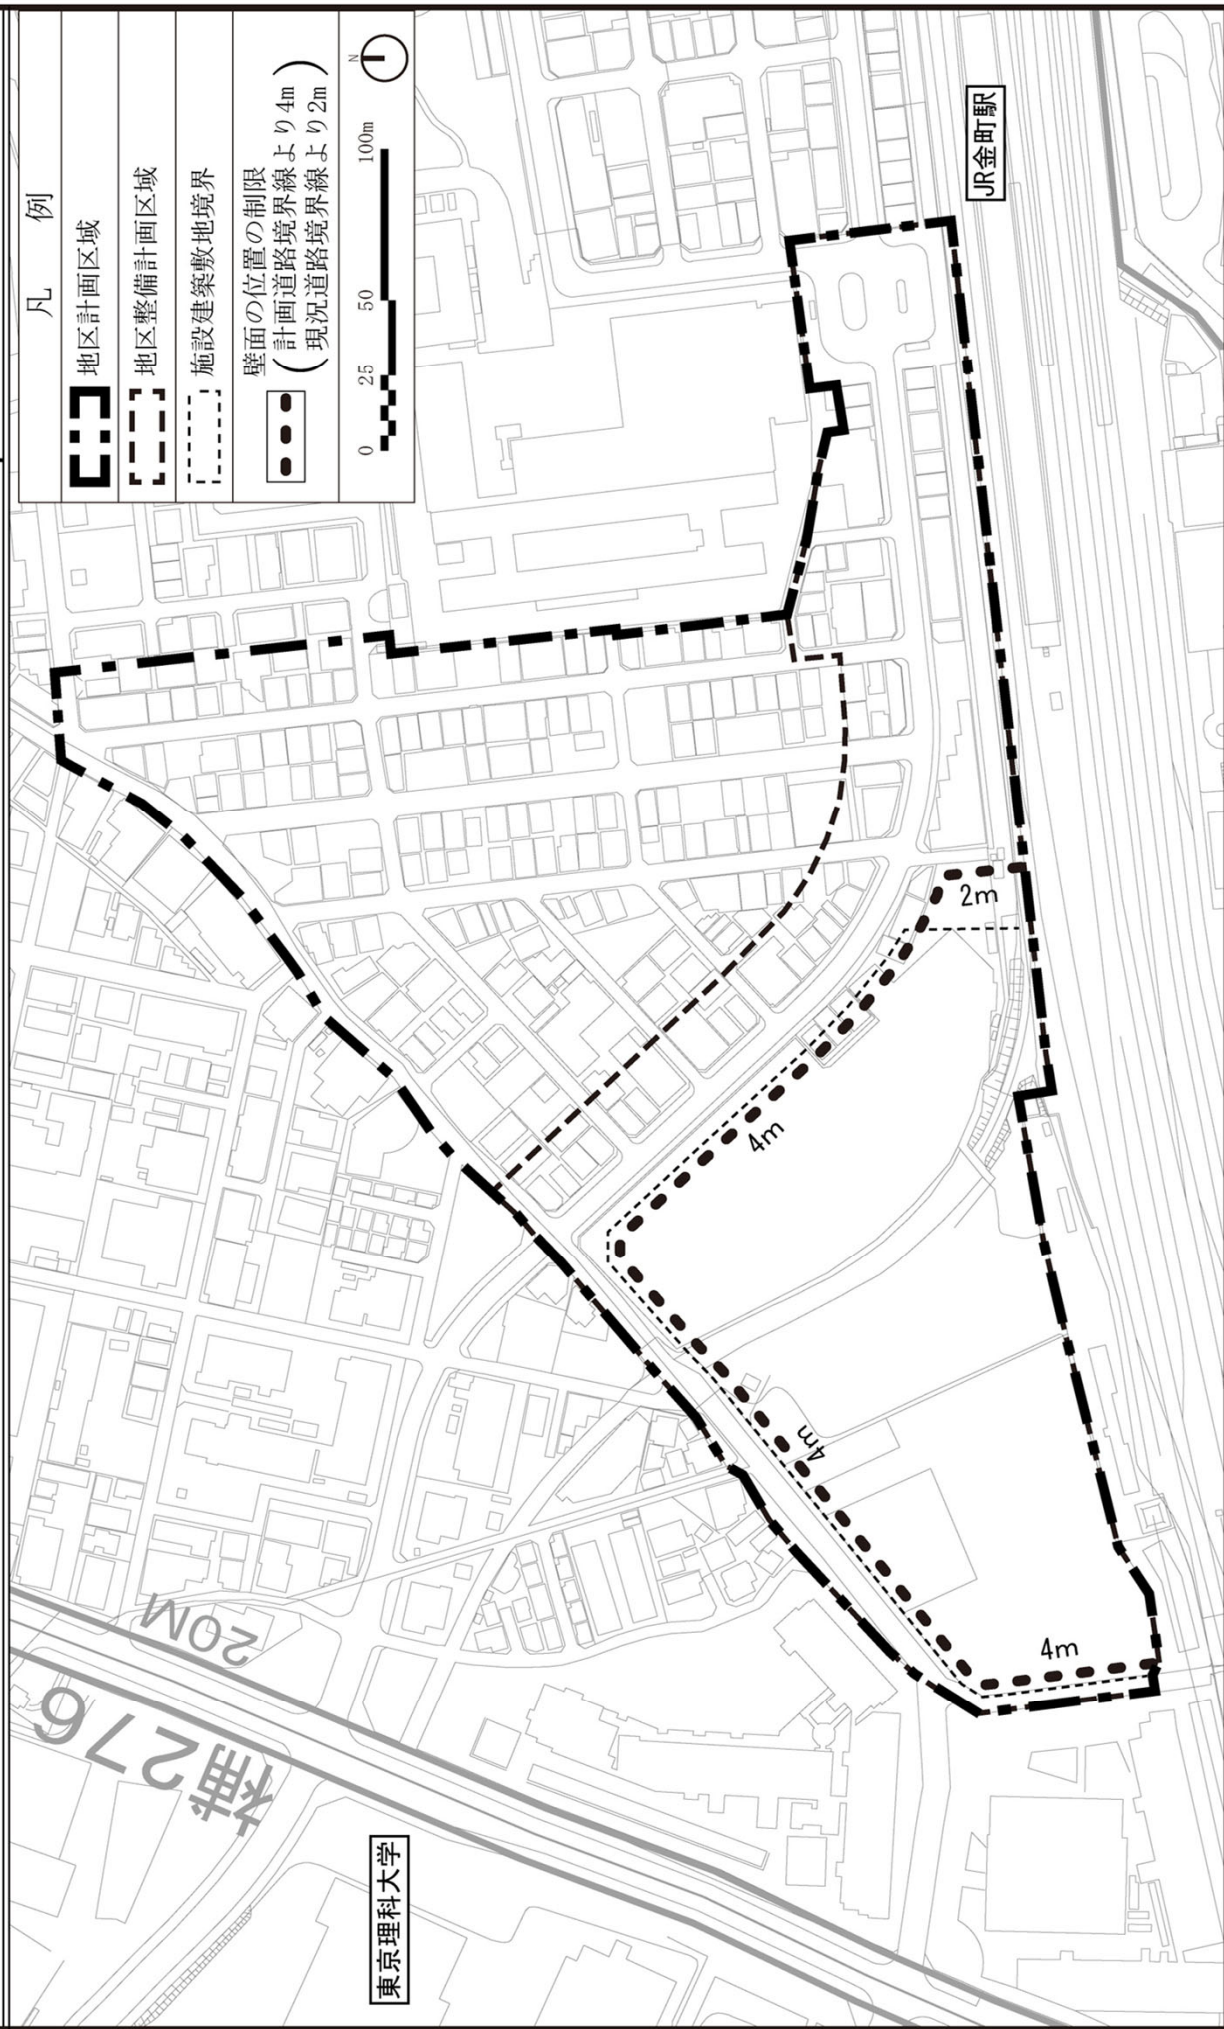 凡　例
地区計画区域
地区整備計画区域
施設建築敷地境界
壁面の位置の制限
(計画道路境界線より4m)
(現況道路境界線より2m)
N
0 25 50 100m
JR金町駅
2m
4m
4m
4m
20M
補276
東京理科大学